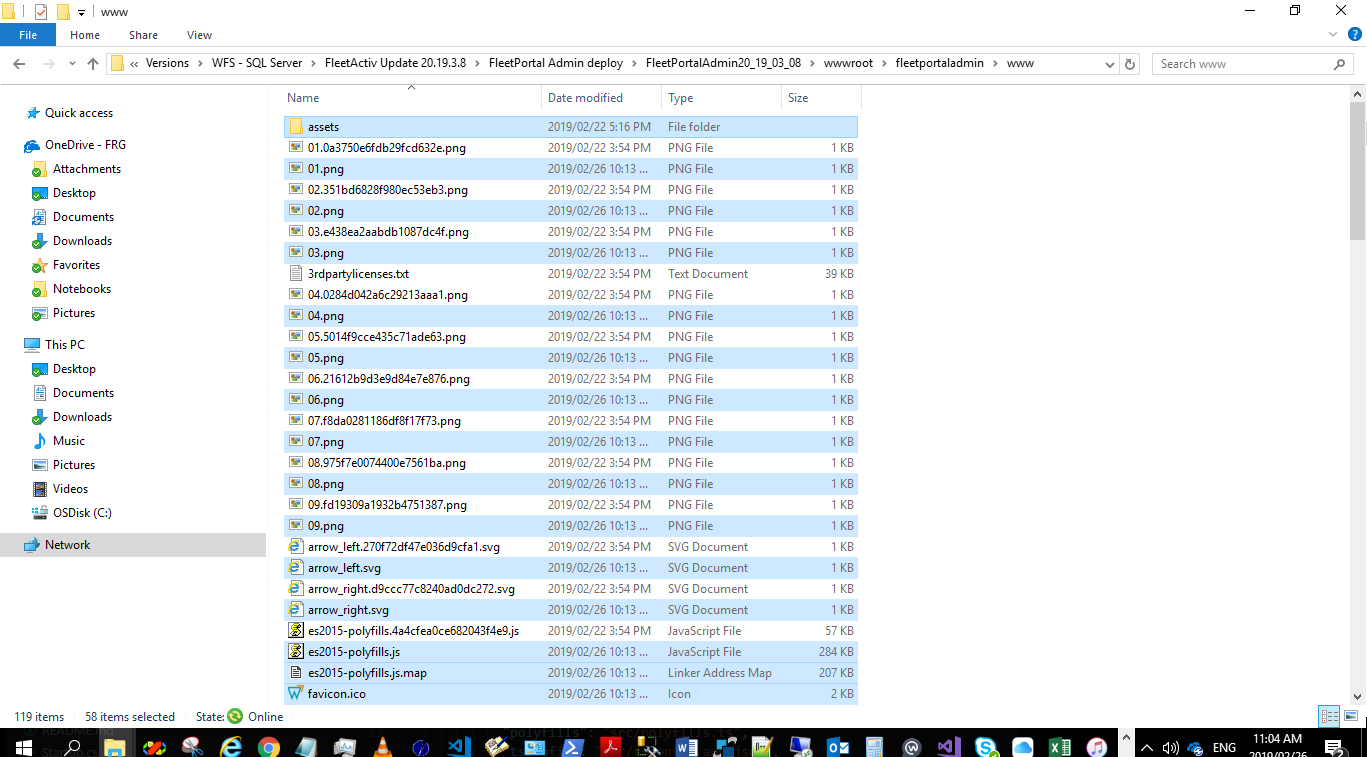 www
File Home Share View
« Versions > WFS - SQL Server > FleetActiv Update 20.19.3.8 > FleetPortal Admin deploy > FleetPortalAdmin20_19_03_08 > wwwroot > fleetportaladmin > www
Search www
Name Date modified Type Size
Quick access
OneDrive - FRG
Attachments
Desktop
Documents
Downloads
Favorites
Notebooks
Pictures
This PC
Desktop
Documents
Downloads
Music
Pictures
Videos
OSDisk (C:)
Network
assets 2019/02/22 5:16 PM File folder
01.0a3750e6fdb29fcd632e.png 2019/02/22 3:54 PM PNG File 1 KB
01.png 2019/02/26 10:13 ... PNG File 1 KB
02.351bd6828f980ec53eb3.png 2019/02/22 3:54 PM PNG File 1 KB
02.png 2019/02/26 10:13 ... PNG File 1 KB
03.e438ea2aabdb1087dc4f.png 2019/02/22 3:54 PM PNG File 1 KB
03.png 2019/02/26 10:13 ... PNG File 1 KB
3rdpartylicenses.txt 2019/02/22 3:54 PM Text Document 39 KB
04.0284d042a6c29213aaa1.png 2019/02/22 3:54 PM PNG File 1 KB
04.png 2019/02/26 10:13 ... PNG File 1 KB
05.5014f9cce435c71ade63.png 2019/02/22 3:54 PM PNG File 1 KB
05.png 2019/02/26 10:13 ... PNG File 1 KB
06.21612b9d3e9d84e7e876.png 2019/02/22 3:54 PM PNG File 1 KB
06.png 2019/02/26 10:13 ... PNG File 1 KB
07.f8da0281186df8f17f73.png 2019/02/22 3:54 PM PNG File 1 KB
07.png 2019/02/26 10:13 ... PNG File 1 KB
08.975f7e0074400e7561ba.png 2019/02/22 3:54 PM PNG File 1 KB
08.png 2019/02/26 10:13 ... PNG File 1 KB
09.fd19309a1932b4751387.png 2019/02/22 3:54 PM PNG File 1 KB
09.png 2019/02/26 10:13 ... PNG File 1 KB
arrow_left.270f72df47e036d9cfa1.svg 2019/02/22 3:54 PM SVG Document 1 KB
arrow_left.svg 2019/02/26 10:13 ... SVG Document 1 KB
arrow_right.d9ccc77c8240ad0dc272.svg 2019/02/22 3:54 PM SVG Document 1 KB
arrow_right.svg 2019/02/26 10:13 ... SVG Document 1 KB
es2015-polyfills.4a4cfea0ce682043f4e9.js 2019/02/22 3:54 PM JavaScript File 57 KB
es2015-polyfills.js 2019/02/26 10:13 ... JavaScript File 284 KB
es2015-polyfills.js.map 2019/02/26 10:13 ... Linker Address Map 207 KB
favicon.ico 2019/02/26 10:13 ... Icon 2 KB
119 items 58 items selected State: Online
ENG 11:04 AM
2019/02/26
2